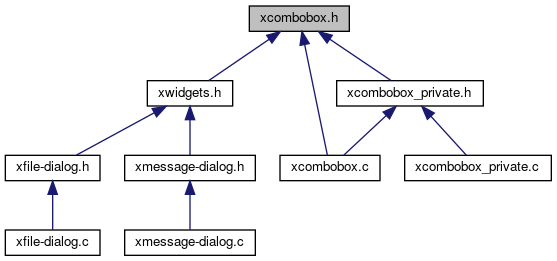 xcombobox.h
xwidgets.h
xcombobox_private.h
xfile-dialog.h
xmessage-dialog.h
xcombobox.c
xcombobox_private.c
xfile-dialog.c
xmessage-dialog.c